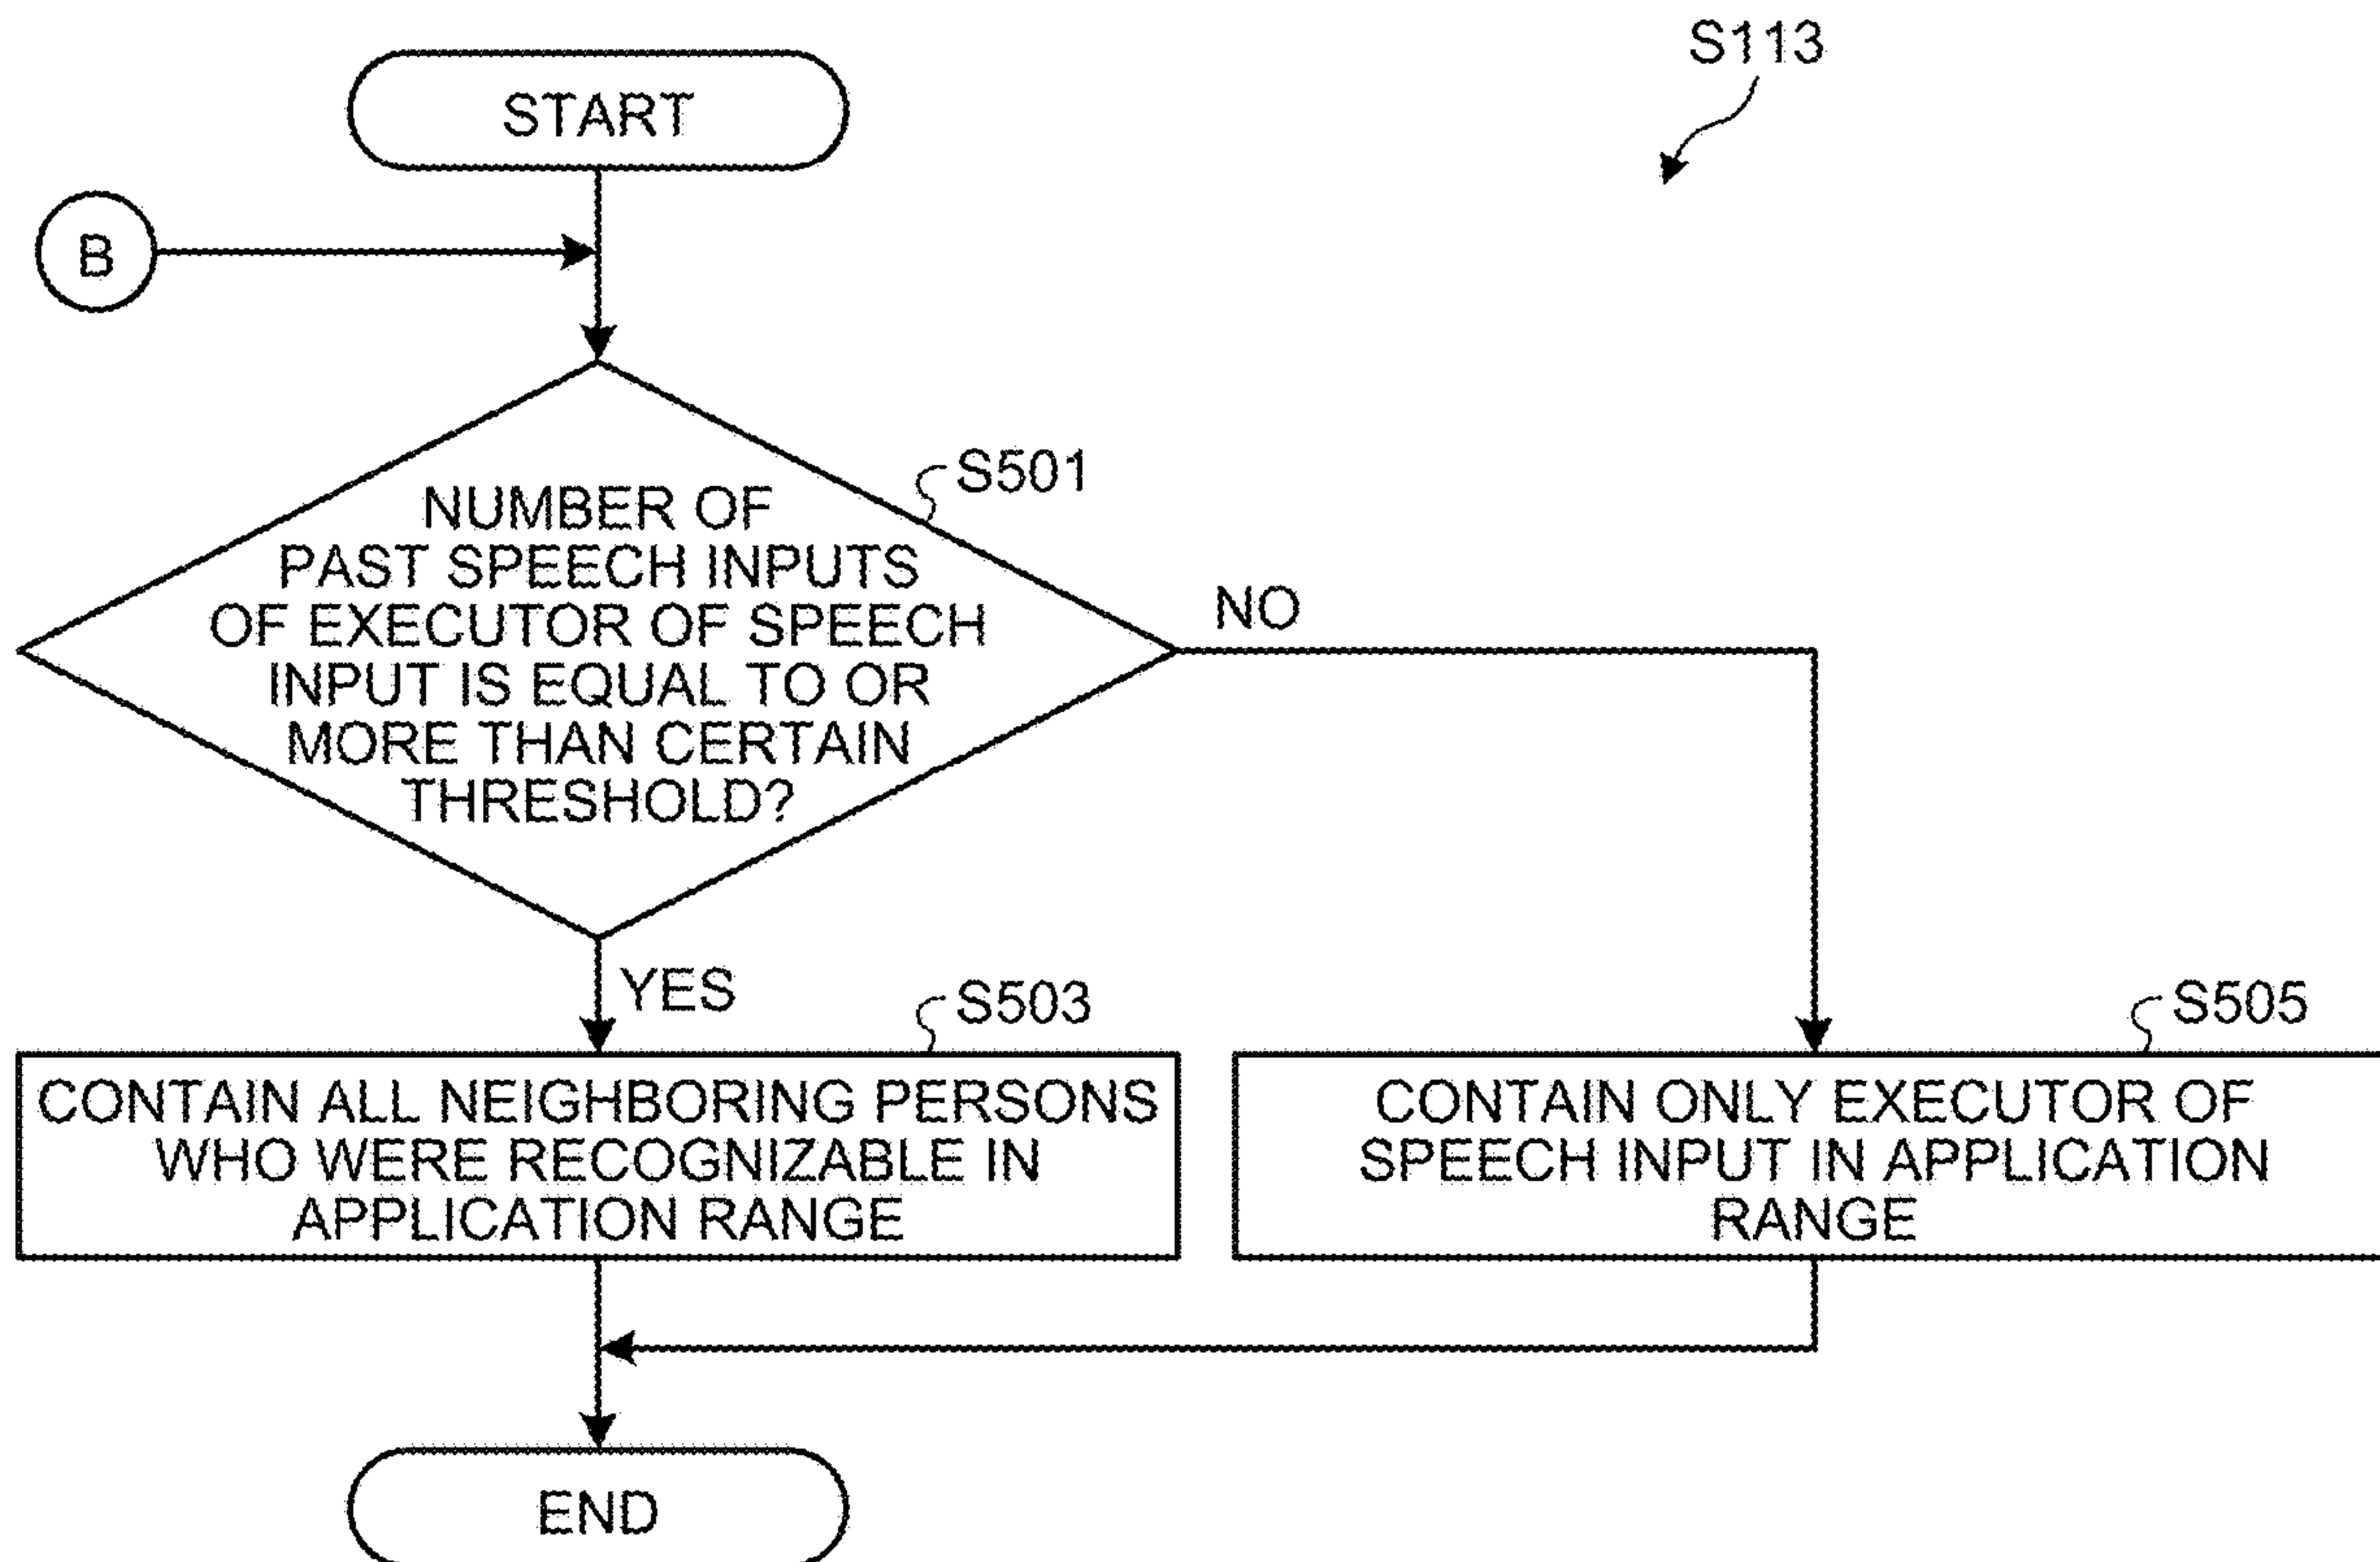 S113
START
B
S501
NUMBER OF
PAST SPEECH INPUTS
OF EXECUTOR OF SPEECH
INPUT IS EQUAL TO OR
MORE THAN CERTAIN
THRESHOLD?
NO
YES
S503
CONTAIN ALL NEIGHBORING PERSONS
WHO WERE RECOGNIZABLE IN
APPLICATION RANGE
S505
CONTAIN ONLY EXECUTOR OF
SPEECH INPUT IN APPLICATION
RANGE
END